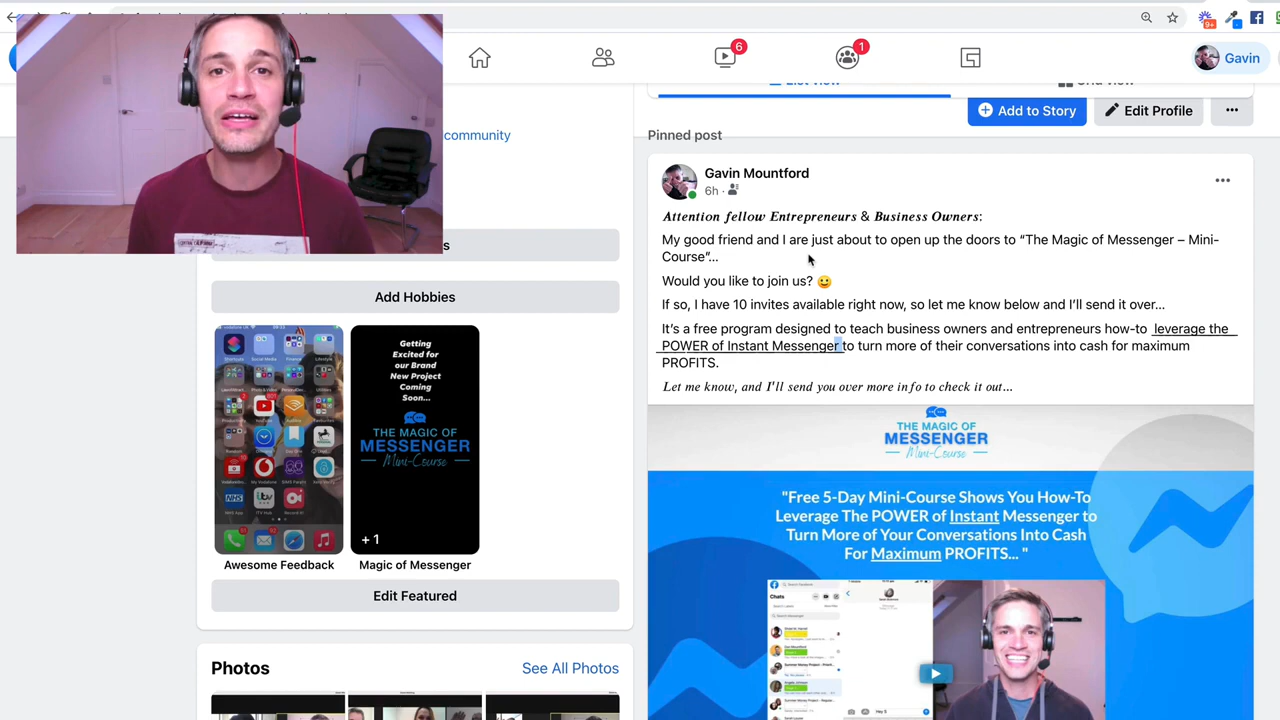 9+
6
1
Gavin
Add to Story
Edit Profile
...
community
Pinned post
Gavin Mountford
6h ·
Attention fellow Entrepreneurs & Business Owners:
My good friend and I are just about to open up the doors to “The Magic of Messenger – Mini-
Course”...
Would you like to join us?
If so, I have 10 invites available right now, so let me know below and I’ll send it over...
It’s a free program designed to teach business owners and entrepreneurs how to leverage the
POWER of Instant Messenger to turn more of their conversations into cash for maximum
PROFITS.
Let me know, and I'll send you over more info to check it out...
Add Hobbies
Getting
Excited for
our Brand
New Project
Coming
Soon...
THE MAGIC OF
MESSENGER
Mini-Course
+1
Awesome Feedback
Magic of Messenger
Edit Featured
Photos
See All Photos
THE MAGIC OF
MESSENGER
Mini-Course
"Free 5-Day Mini-Course Shows You How-To
Leverage The POWER of Instant Messenger to
Turn More of Your Conversations Into Cash
For Maximum PROFITS... "
Chats